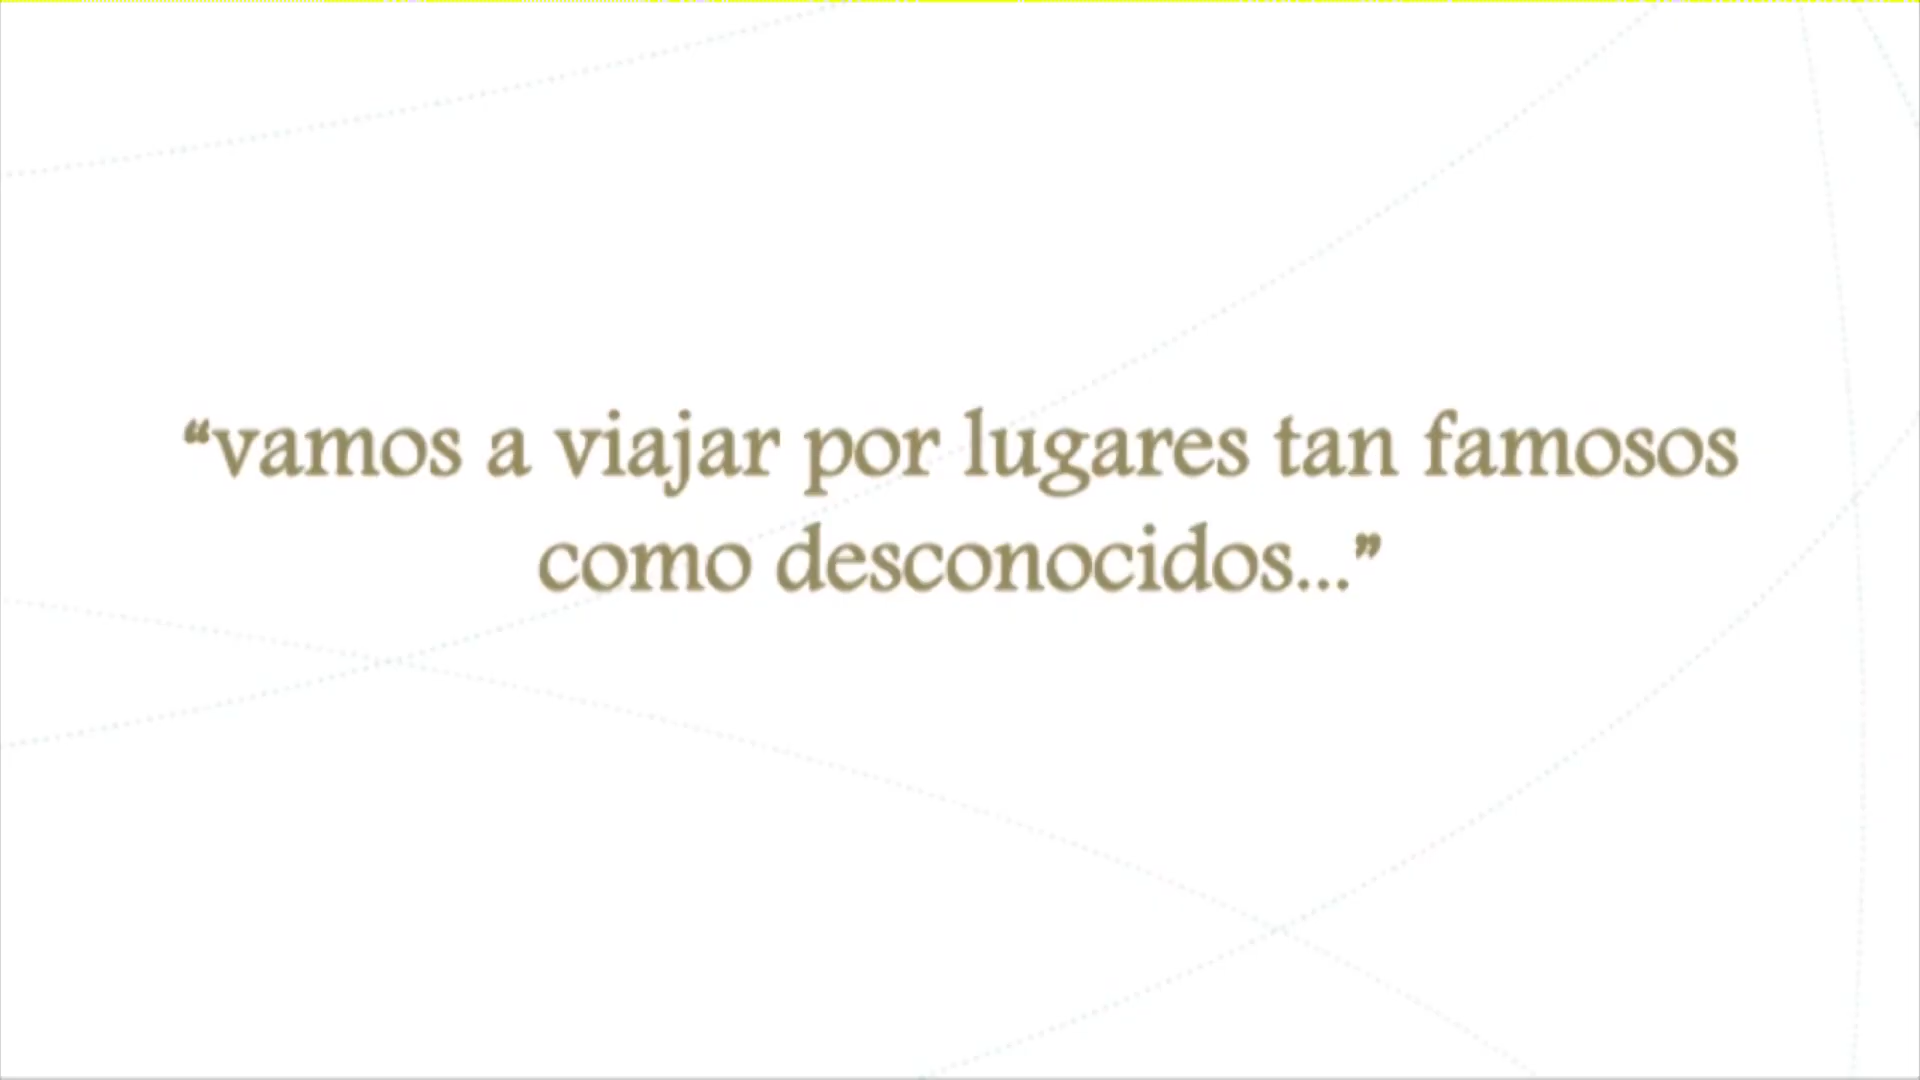 “vamos a viajar por lugares tan famosos
como desconocidos...”